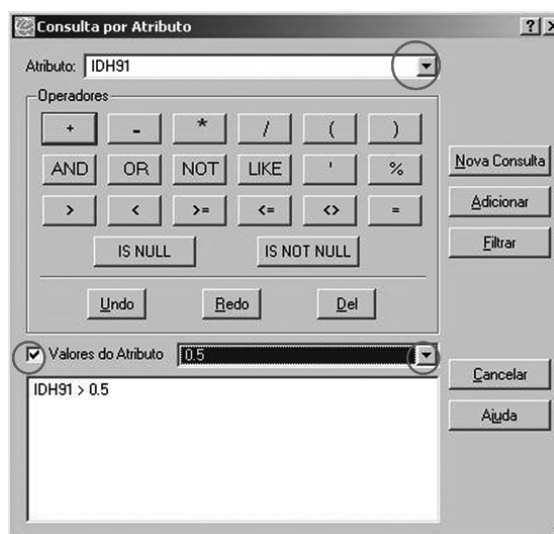 Consulta por Atributo ? X
Atributo: IDH91
Operadores
+ - * / ( )
AND OR NOT LIKE ' %
> < >= <= <> =
IS NULL IS NOT NULL
Undo Redo Del
Nova Consulta
Adicionar
Filtrar
Valores do Atributo 0.5
IDH91 > 0.5
Cancelar
Ajuda